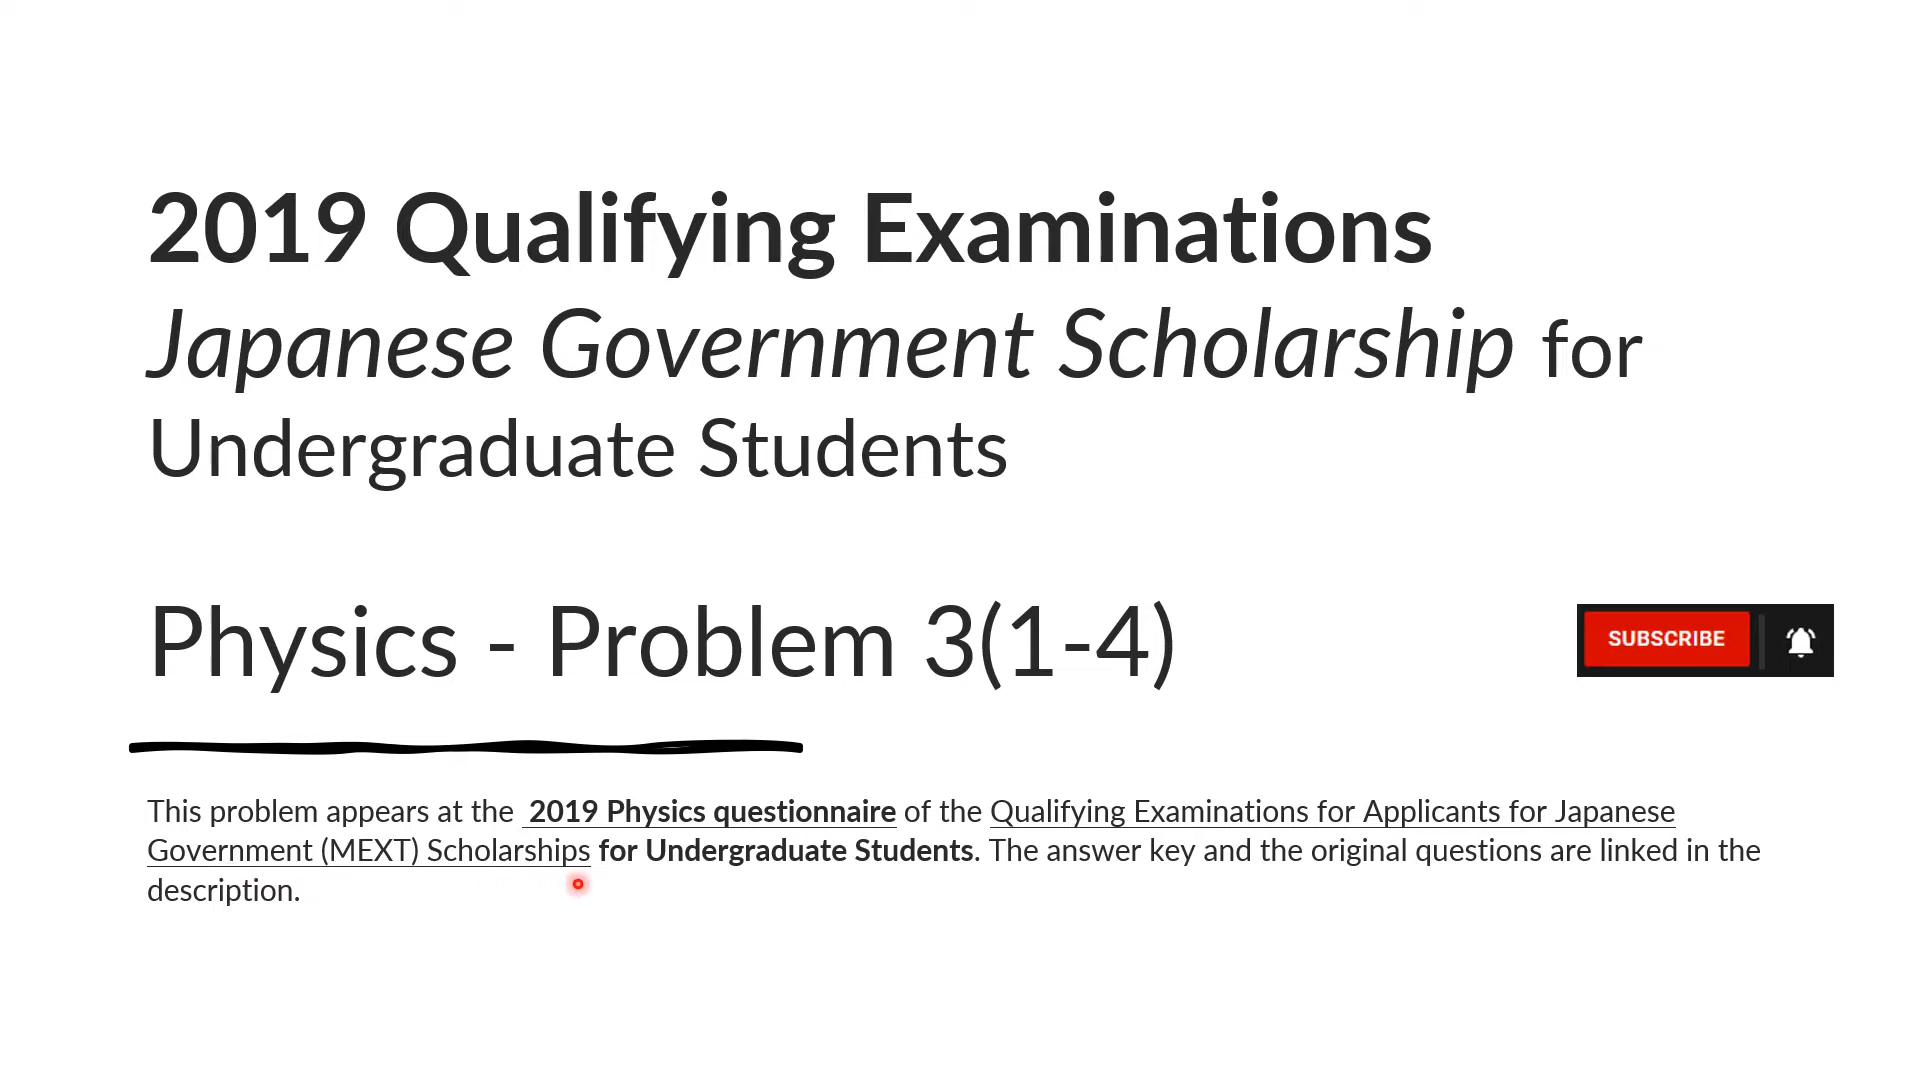 2019 Qualifying Examinations
Japanese Government Scholarship for
Undergraduate Students
Physics - Problem 3(1-4)
SUBSCRIBE
This problem appears at the 2019 Physics questionnaire of the Qualifying Examinations for Applicants for Japanese
Government (MEXT) Scholarships for Undergraduate Students. The answer key and the original questions are linked in the
description.